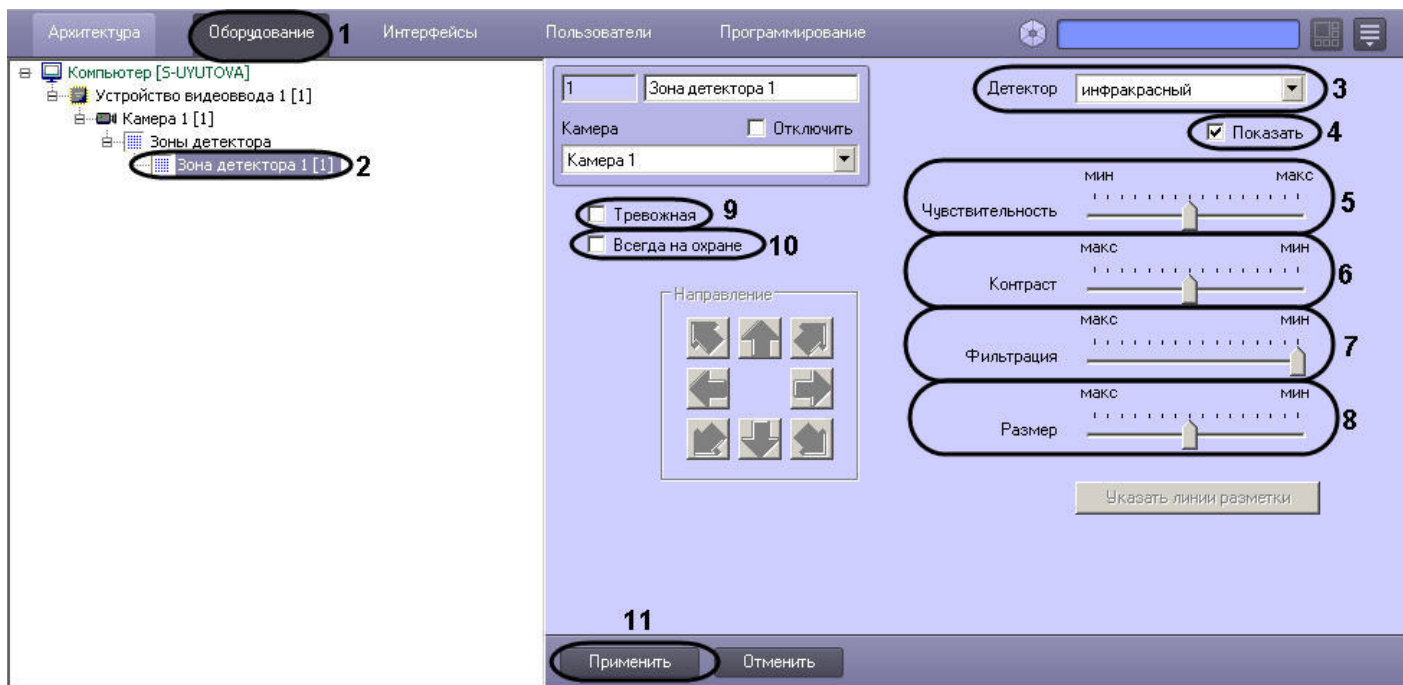 Архитектура Оборудование 1 Интерфейсы Пользователи Программирование
Компьютер [S-UYUTOVA]
Устройство видеоввода 1 [1]
Камера 1 [1]
Зоны детектора
Зона детектора 1 [1] 2
1 Зона детектора 1
Камера Отключить
Камера 1
Тревожная 9
Всегда на охране 10
Направление
Детектор инфракрасный 3
Показать 4
мин макс
Чувствительность 5
макс мин
Контраст 6
макс мин
Фильтрация 7
макс мин
Размер 8
Указать линии разметки
11
Применить Отменить